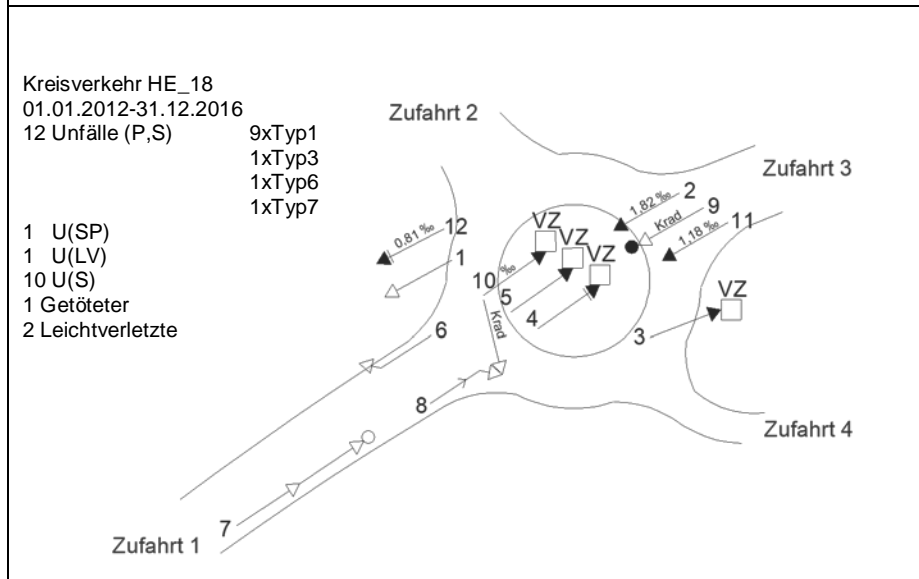 Kreisverkehr HE_18
01.01.2012-31.12.2016
12 Unfälle (P,S) 9xTyp1
1xTyp3
1xTyp6
1xTyp7
1 U(SP)
1 U(LV)
10 U(S)
1 Getöteter
2 Leichtverletzte
Zufahrt 2
Zufahrt 3
1,82 ‰ 2
Krad 9
1,18 ‰ 11
0,81 ‰ 12
1
VZ
VZ
VZ
10 ‰
5
4
VZ
3
Krad
6
8
7
Zufahrt 4
Zufahrt 1